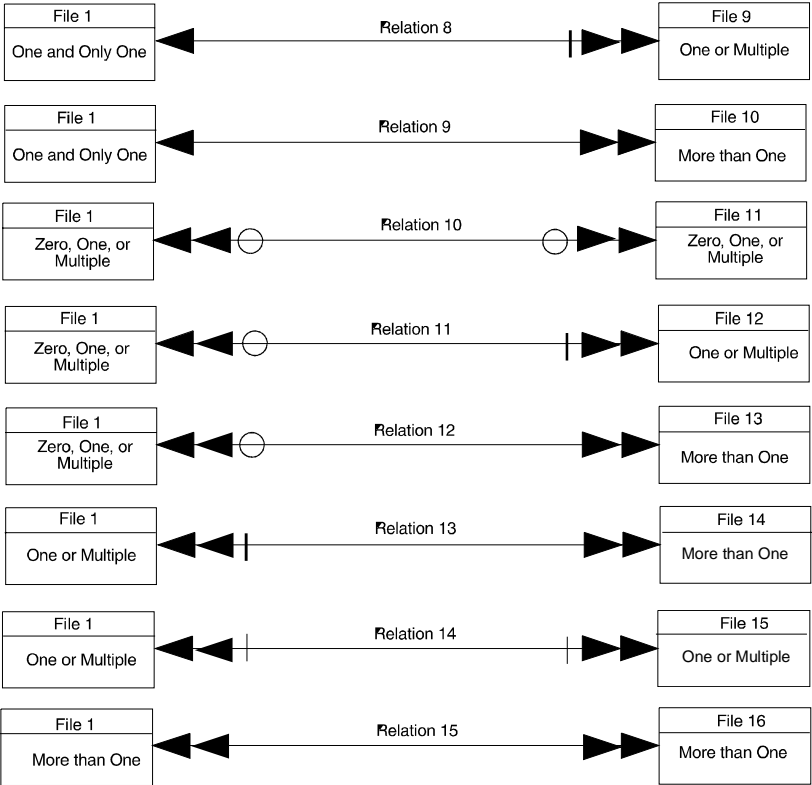 File 1
Relation 8
File 9
One and Only One
One or Multiple
File 1
Relation 9
File 10
One and Only One
More than One
File 1
Relation 10
File 11
Zero, One, or
Multiple
Zero, One, or
Multiple
File 1
Relation 11
File 12
Zero, One, or
Multiple
One or Multiple
File 1
Relation 12
File 13
Zero, One, or
Multiple
More than One
File 1
Relation 13
File 14
One or Multiple
More than One
File 1
Relation 14
File 15
One or Multiple
One or Multiple
File 1
Relation 15
File 16
More than One
More than One